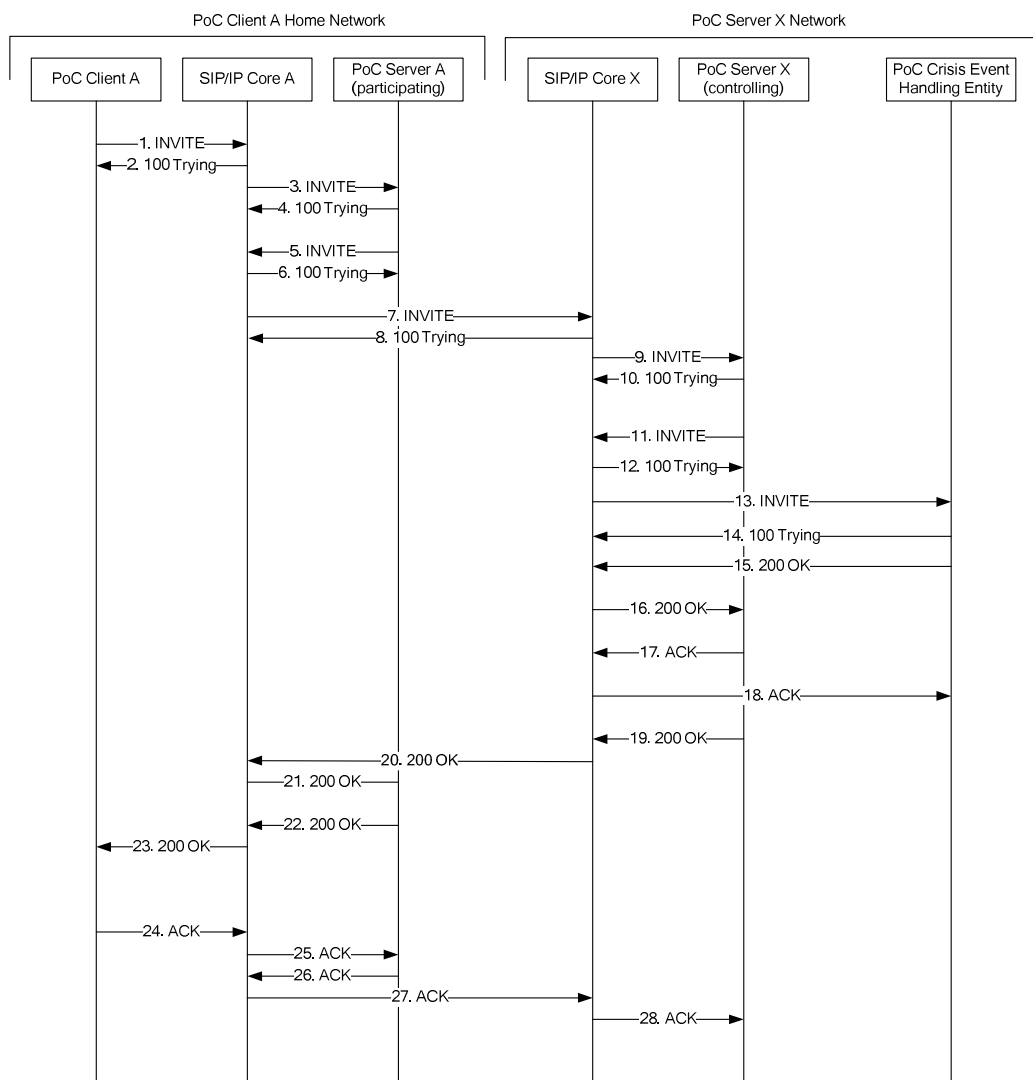 PoC Client A Home Network
PoC Server X Network
PoC Client A
SIP/IP Core A
PoC Server A
(participating)
SIP/IP Core X
PoC Server X
(controlling)
PoC Crisis Event
Handling Entity
1. INVITE
2. 100 Trying
3. INVITE
4. 100 Trying
5. INVITE
6. 100 Trying
7. INVITE
8. 100 Trying
9. INVITE
10. 100 Trying
11. INVITE
12. 100 Trying
13. INVITE
14. 100 Trying
15. 200 OK
16. 200 OK
17. ACK
18. ACK
19. 200 OK
20. 200 OK
21. 200 OK
22. 200 OK
23. 200 OK
24. ACK
25. ACK
26. ACK
27. ACK
28. ACK